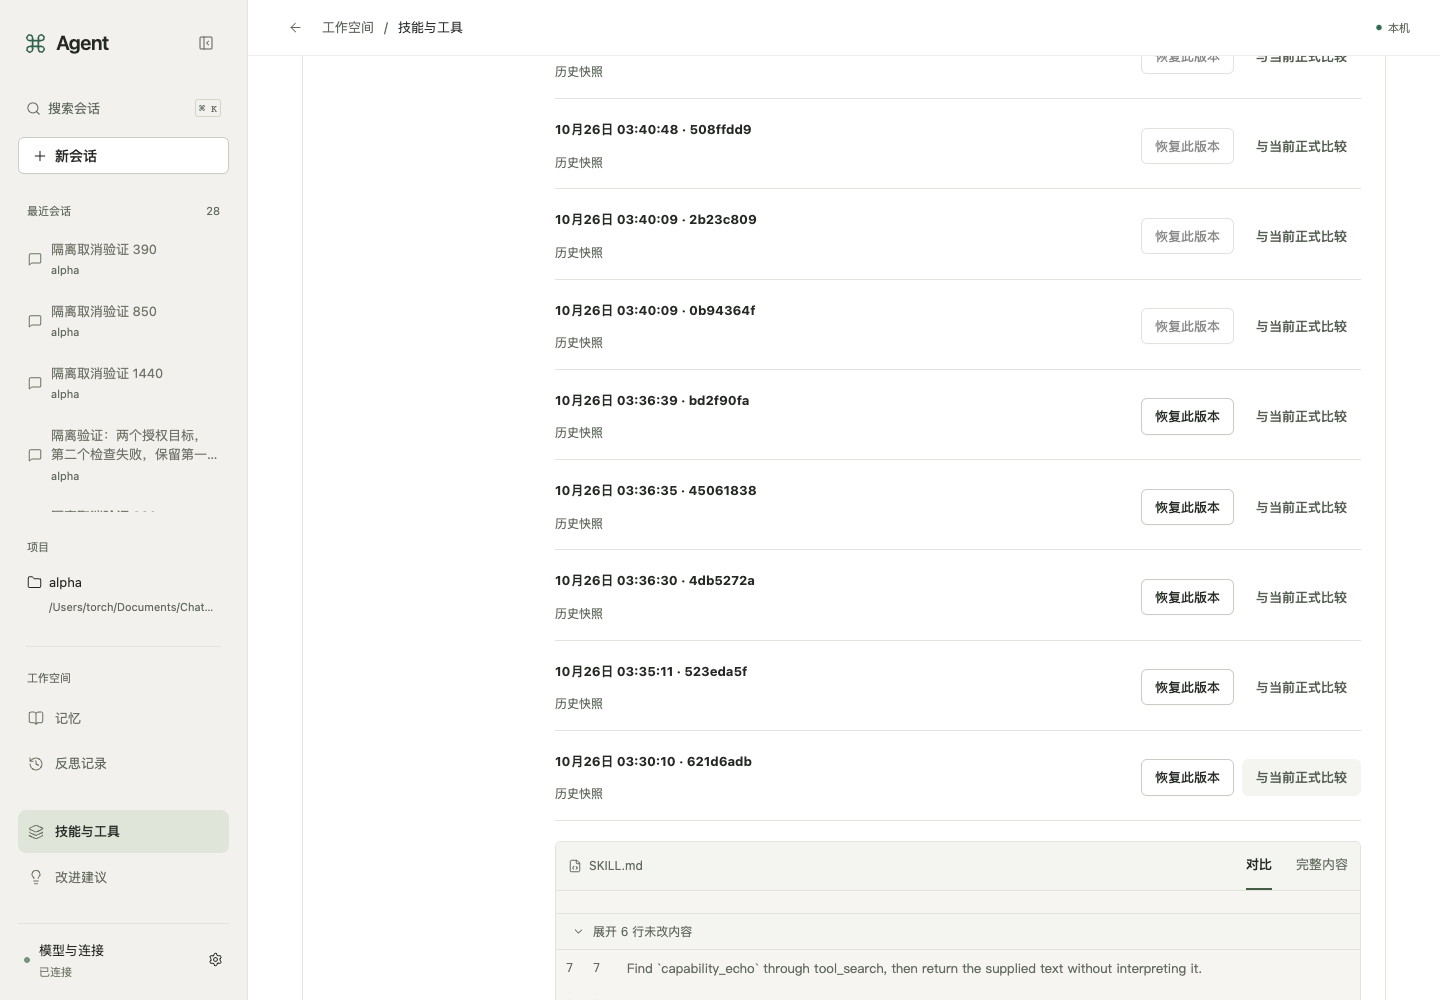 Agent
搜索会话
⌘ K
新会话
最近会话 28
隔离取消验证 390
alpha
隔离取消验证 850
alpha
隔离取消验证 1440
alpha
隔离验证：两个授权目标，
第二个检查失败，保留第一...
alpha
项目
alpha
/Users/torch/Documents/Chat...
工作空间
记忆
反思记录
技能与工具
改进建议
模型与连接
已连接
工作空间 / 技能与工具
本机
恢复此版本 与当前正式比较
历史快照
10月26日 03:40:48 · 508ffdd9
历史快照
恢复此版本 与当前正式比较
10月26日 03:40:09 · 2b23c809
历史快照
恢复此版本 与当前正式比较
10月26日 03:40:09 · 0b94364f
历史快照
恢复此版本 与当前正式比较
10月26日 03:36:39 · bd2f90fa
历史快照
恢复此版本 与当前正式比较
10月26日 03:36:35 · 45061838
历史快照
恢复此版本 与当前正式比较
10月26日 03:36:30 · 4db5272a
历史快照
恢复此版本 与当前正式比较
10月26日 03:35:11 · 523eda5f
历史快照
恢复此版本 与当前正式比较
10月26日 03:30:10 · 621d6adb
历史快照
恢复此版本 与当前正式比较
SKILL.md 对比 完整内容
展开 6 行未改内容
7 7 Find `capability_echo` through tool_search, then return the supplied text without interpreting it.